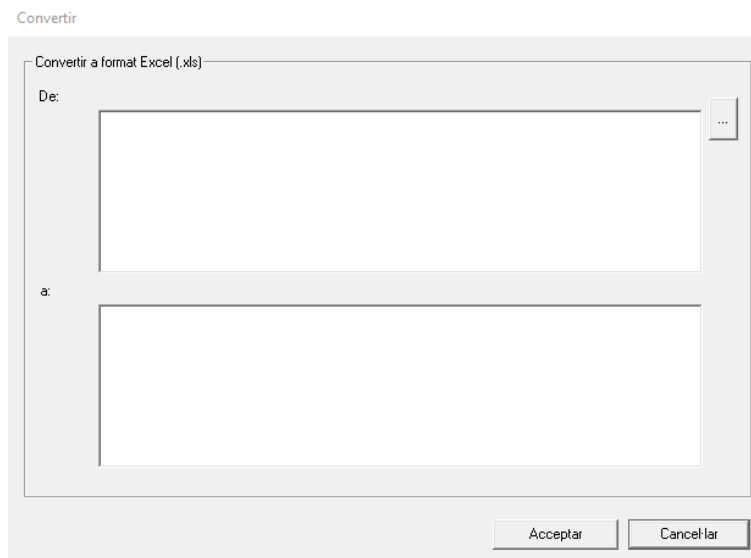 Convertir
Convertir a format Excel (.xls)
De:
...
a:
Acceptar
Cancel·lar